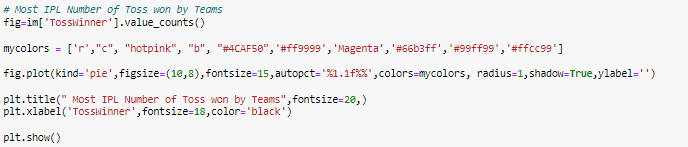 # Most IPL Number of Toss won by Teams
fig=im['TossWinner'].value_counts()
mycolors = ['r',"c", "hotpink", "b", "#4CAF50",'#ff9999','Magenta','#66b3ff','#99ff99','#ffcc99']
fig.plot(kind='pie',figsize=(10,8),fontsize=15,autopct='%1.1f%%',colors=mycolors, radius=1,shadow=True,ylabel='')
plt.title(" Most IPL Number of Toss won by Teams",fontsize=20,)
plt.xlabel('TossWinner',fontsize=18,color='black')
plt.show()